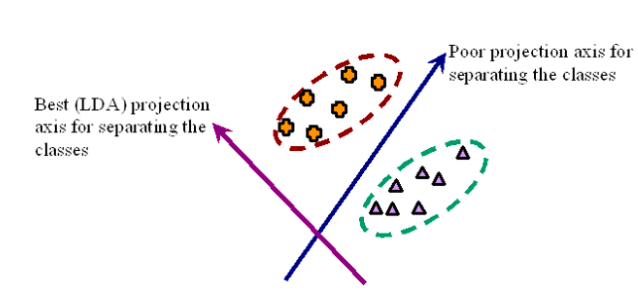 Poor projection axis for
separating the classes
Best (LDA) projection
axis for separating the
classes